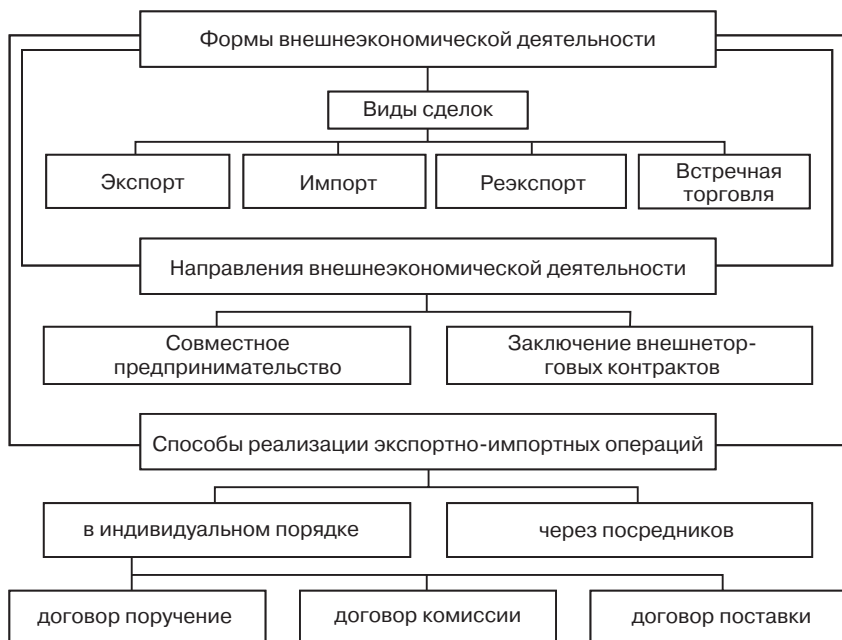 Формы внешнеэкономической деятельности
Виды сделок
Экспорт
Импорт
Реэкспорт
Встречная
торговля
Направления внешнеэкономической деятельности
Совместное
предпринимательство
Заключение внешнетор-
говых контрактов
Способы реализации экспортно-импортных операций
в индивидуальном порядке
через посредников
договор поручение
договор комиссии
договор поставки